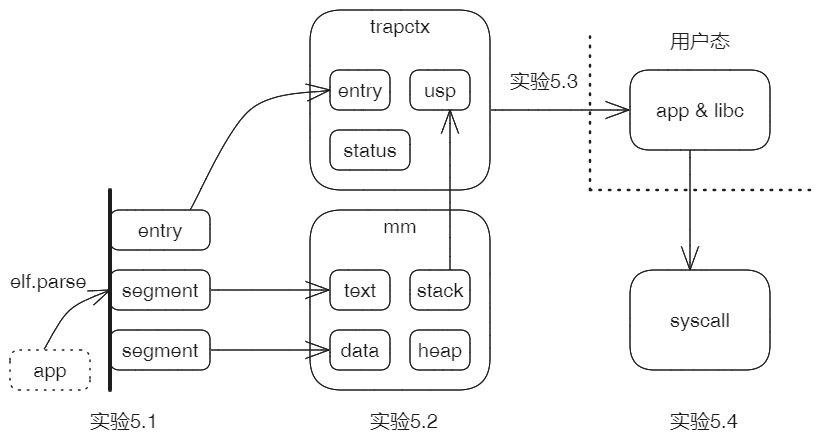 trapctx
entry
usp
status
实验5.3
用户态
app & libc
entry
mm
elf.parse
segment
text
stack
segment
data
heap
app
syscall
实验5.1
实验5.2
实验5.4